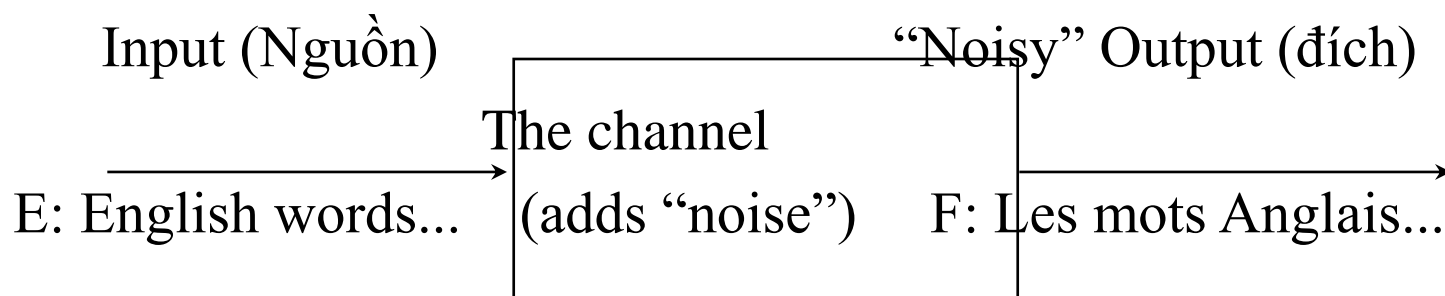 Input (Nguồn)
“Noisy” Output (đích)
The channel
E: English words...
(adds “noise”)
F: Les mots Anglais...